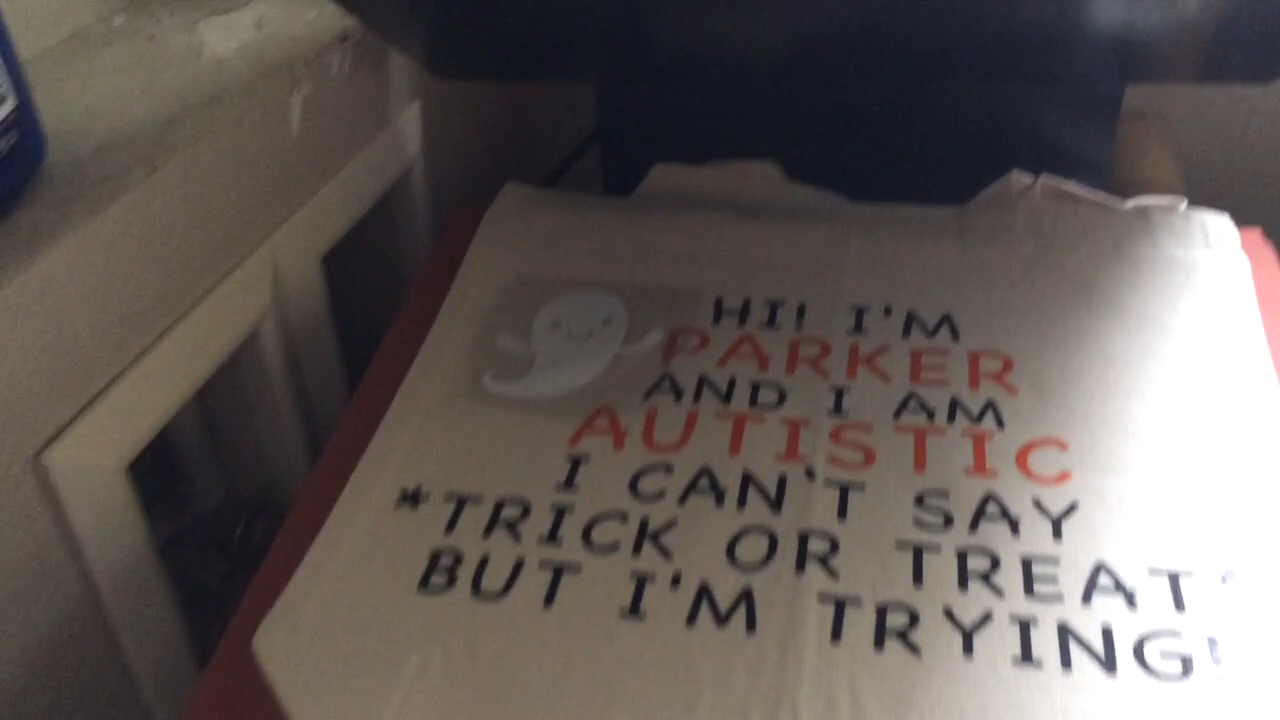 HI! I'M
PARKER
AND I AM
AUTISTIC
I CAN'T SAY
"TRICK OR TREAT"
BUT I'M TRYING!